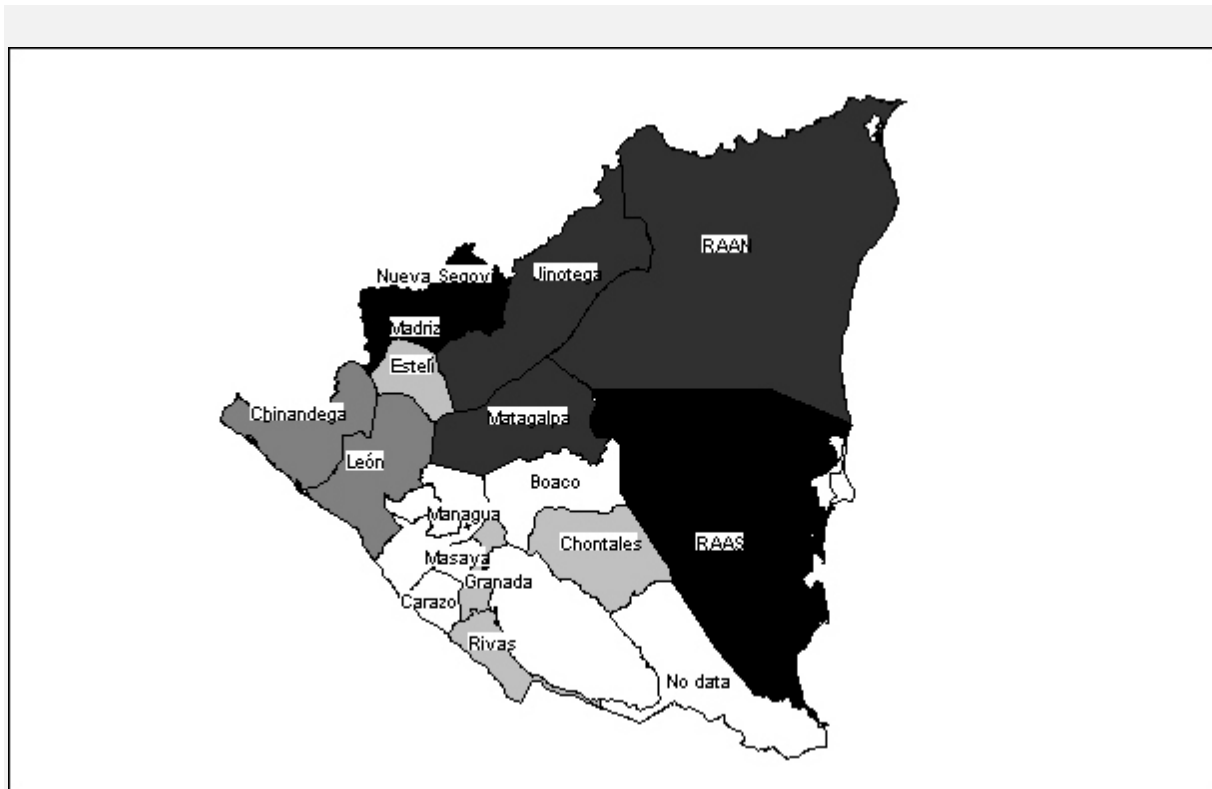 RAAN
Jinotega
Nueva Segovi
Madriz
Estelí
Chinandega
Matagalpa
León
Boaco
Managua
Chontales
RAAS
Masaya
Granada
Carazo
Rivas
No data